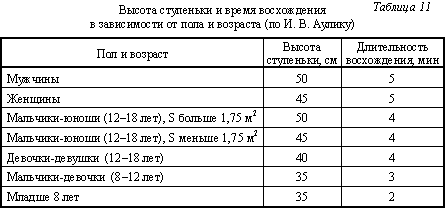 Таблица 11
Высота ступеньки и время восхождения
в зависимости от пола и возраста (по И. В. Аулику)
Пол и возраст Высота ступеньки, см Длительность восхождения, мин
Мужчины 50 5
Женщины 45 5
Мальчики-юноши (12–18 лет), S больше 1,75 м² 50 4
Мальчики-юноши (12–18 лет), S меньше 1,75 м² 45 4
Девочки-девушки (12–18 лет) 40 4
Мальчики-девочки (8–12 лет) 35 3
Младше 8 лет 35 2